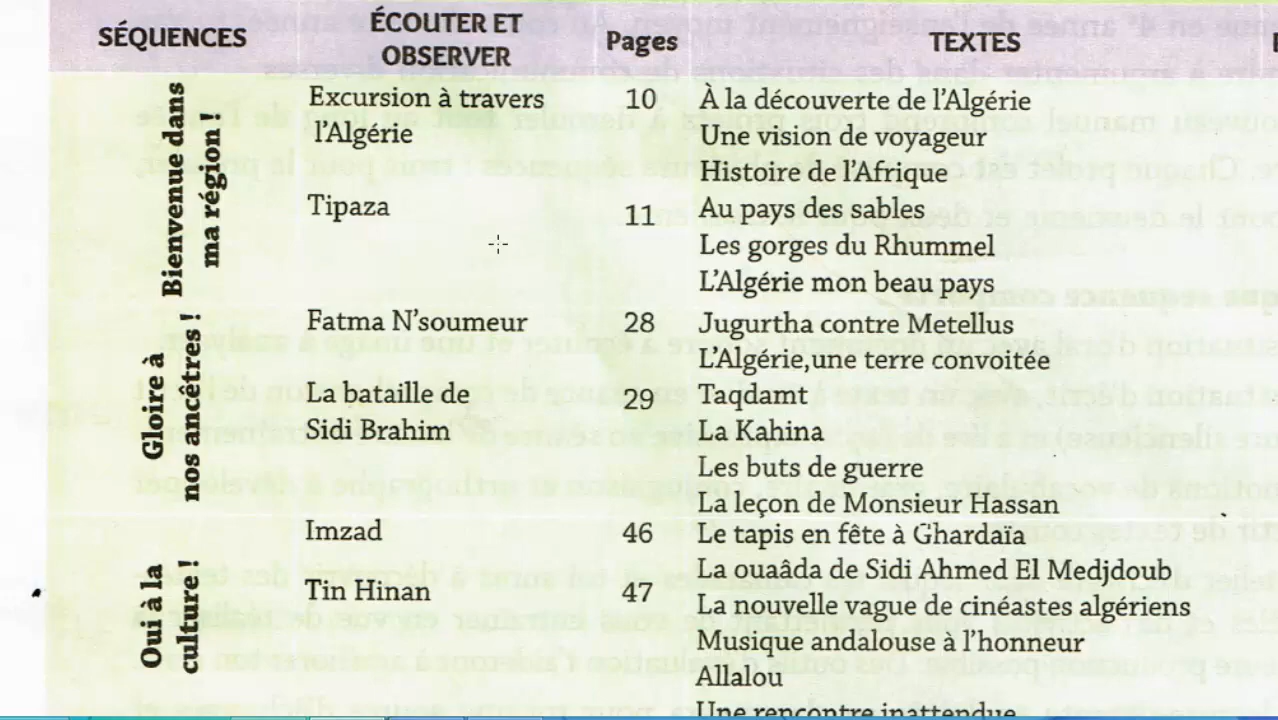 SÉQUENCES
ÉCOUTER ET
OBSERVER
Pages
TEXTES
Bienvenue dans
ma région !
Excursion à travers
l'Algérie
10
Tipaza
11
À la découverte de l'Algérie
Une vision de voyageur
Histoire de l'Afrique
Au pays des sables
Les gorges du Rhummel
L'Algérie mon beau pays
Gloire à
nos ancêtres !
Fatma N'soumeur
28
La bataille de
Sidi Brahim
29
Jugurtha contre Metellus
L'Algérie,une terre convoitée
Taqdamt
La Kahina
Les buts de guerre
La leçon de Monsieur Hassan
Oui à la
culture !
Imzad
46
Tin Hinan
47
Le tapis en fête à Ghardaïa
La ouaâda de Sidi Ahmed El Medjdoub
La nouvelle vague de cinéastes algériens
Musique andalouse à l'honneur
Allalou
Une rencontre inattendue